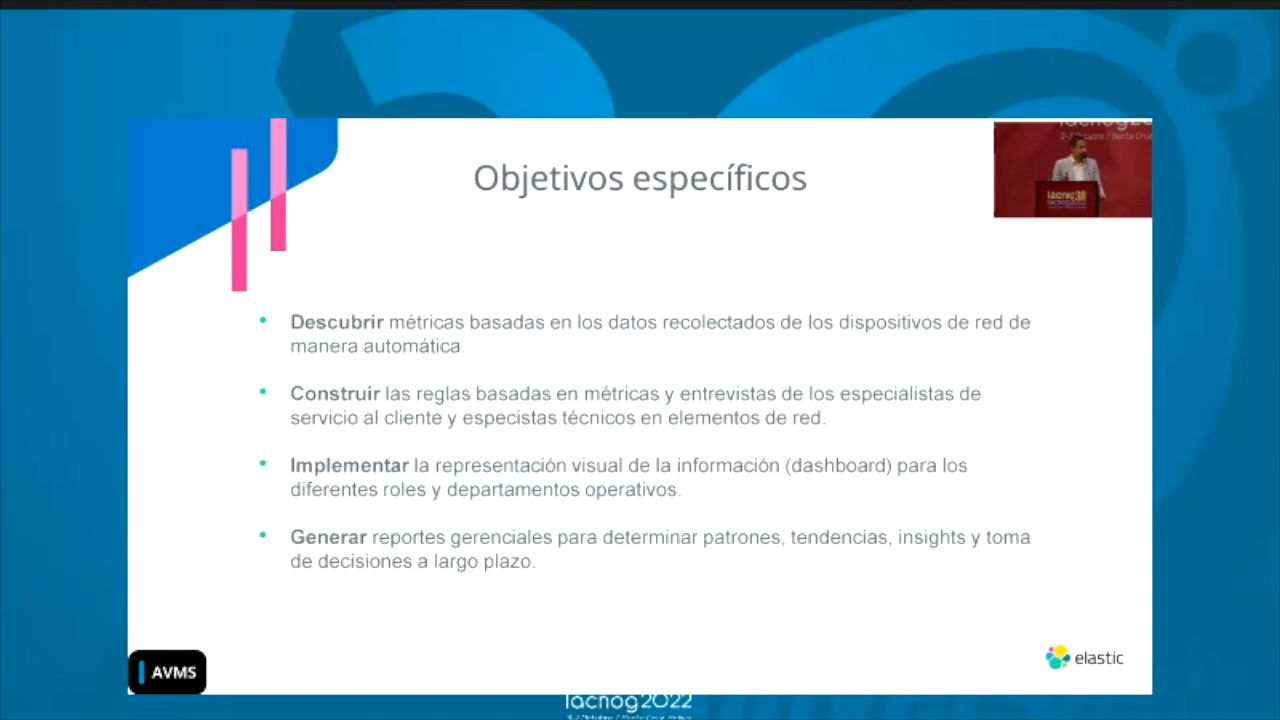 lacnog2022
Objetivos específicos
Descubrir métricas basadas en los datos recolectados de los dispositivos de red de
manera automática.
Construir las reglas basadas en métricas y entrevistas de los especialistas de
servicio al cliente y especistas técnicos en elementos de red.
Implementar la representación visual de la información (dashboard) para los
diferentes roles y departamentos operativos.
Generar reportes gerenciales para determinar patrones, tendencias, insights y toma
de decisiones a largo plazo.
elastic
AVMS
lacnog2022